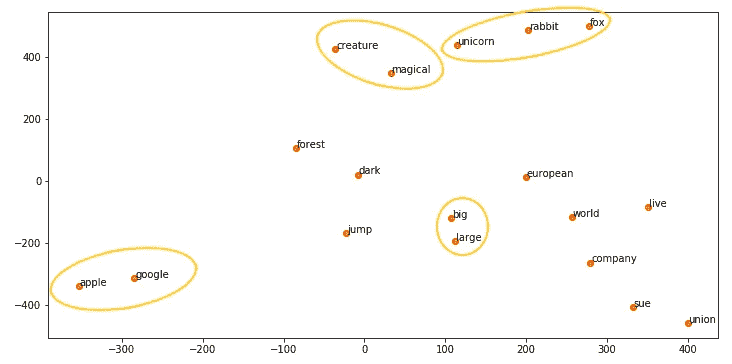 fox
rabbit
unicorn
creature
400
magical
200
forest
dark
european
0
live
big
world
jump
−200
large
company
google
apple
−400
sue
union
−300
−200
−100
0
100
200
300
400